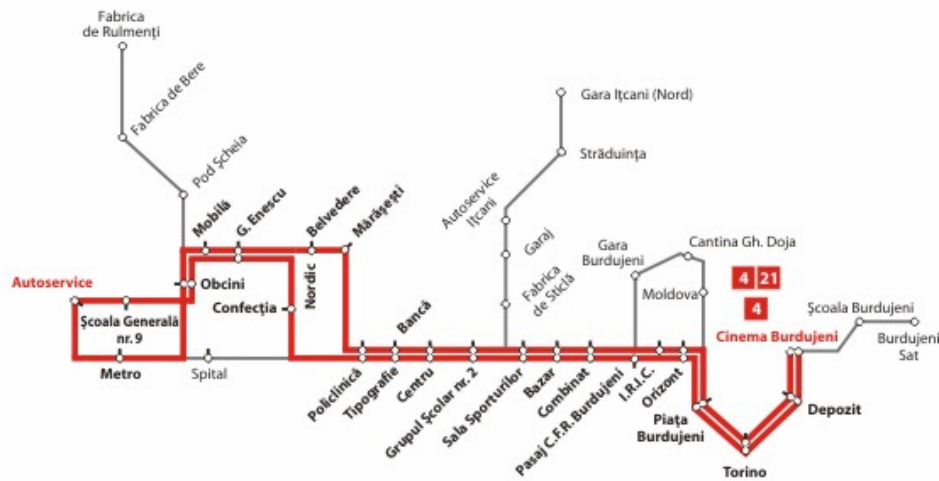 Fabrica
de Rulmenți
Fabrica de Bere
Pod Șcheia
Gara Ițcani (Nord)
Străduința
Autoservice
Ițcani
Garaj
Fabrica
de Sticlă
Mobilă
G. Enescu
Belvedere
Mărășești
Nordic
Autoservice
Obcini
Școala Generală
nr. 9
Confecția
Metro
Spital
Bancă
Policlinică
Tipografie
Centru
Grupul Școlar nr. 2
Sala Sporturilor
Bazar
Combinat
Pasaj C.F.R. Burdujeni
I.R.I.C.
Orizont
Gara
Burdujeni
Cantina Gh. Doja
Moldova
4 21
4
Cinema Burdujeni
Școala Burdujeni
Burdujeni
Sat
Piața
Burdujeni
Depozit
Torino